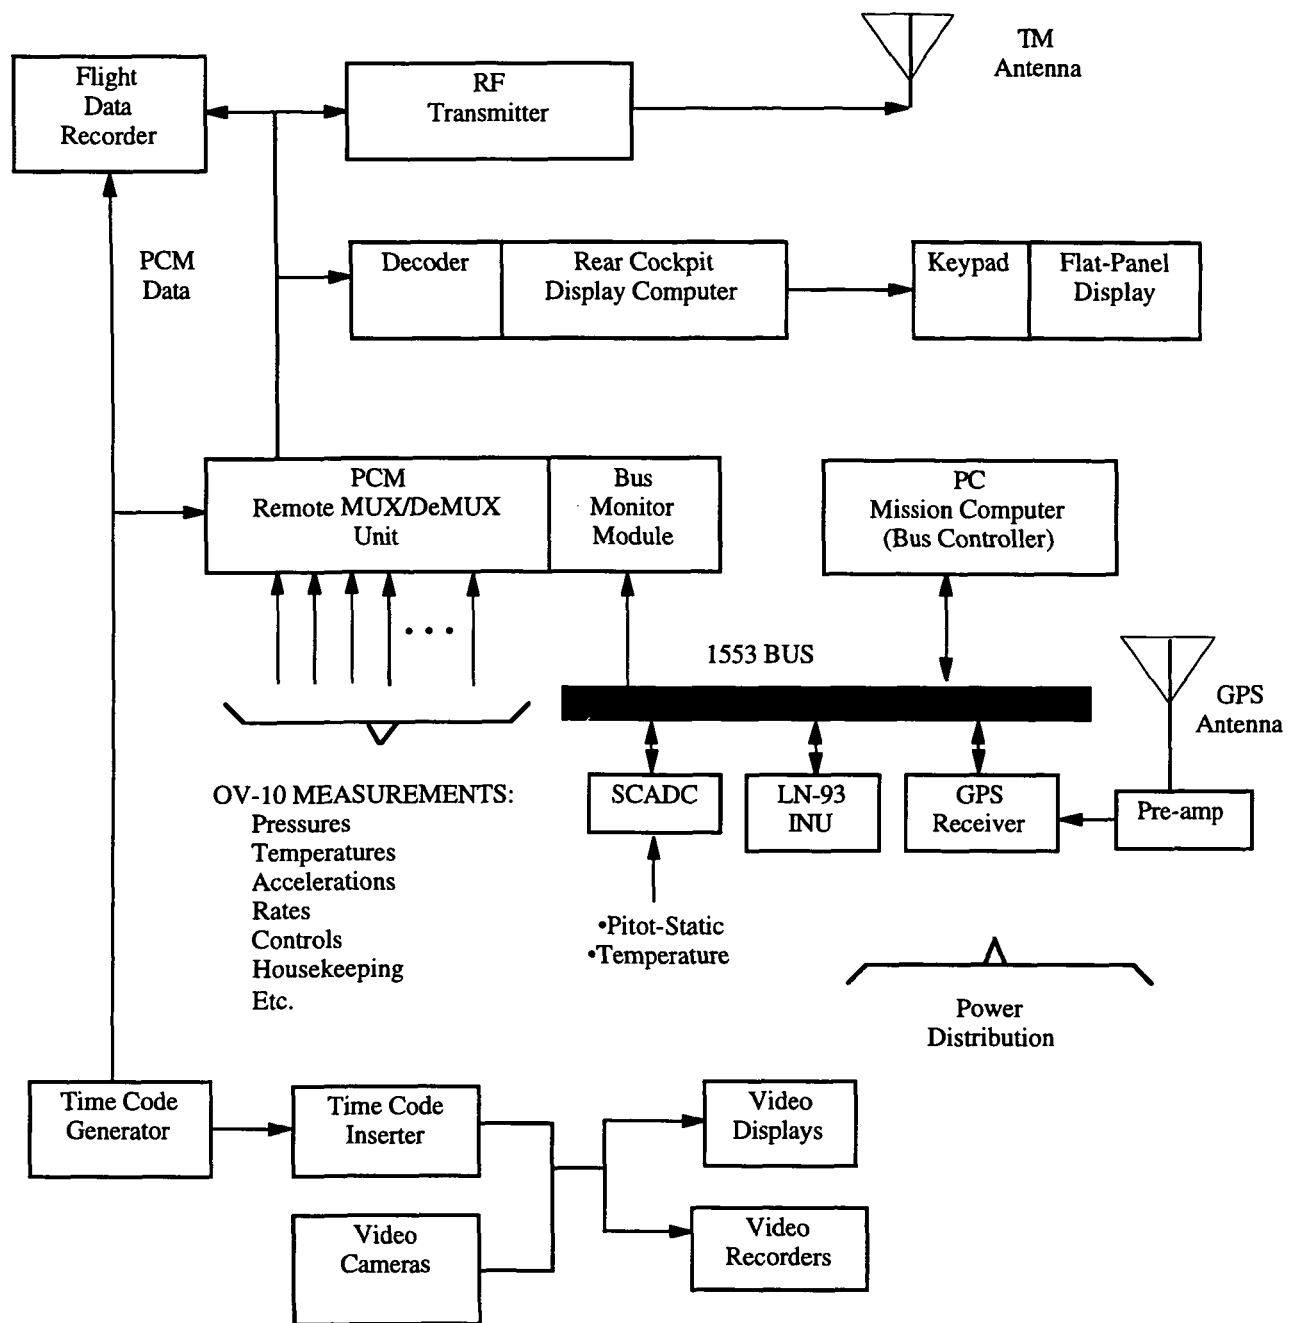 Flight
Data
Recorder
RF
Transmitter
TM
Antenna
PCM
Data
Decoder
Rear Cockpit
Display Computer
Keypad
Flat-Panel
Display
PCM
Remote MUX/DeMUX
Unit
Bus
Monitor
Module
PC
Mission Computer
(Bus Controller)
• • •
1553 BUS
GPS
Antenna
SCADC
LN-93
INU
GPS
Receiver
Pre-amp
OV-10 MEASUREMENTS:
Pressures
Temperatures
Accelerations
Rates
Controls
Housekeeping
Etc.
•Pitot-Static
•Temperature
Power
Distribution
Time Code
Generator
Time Code
Inserter
Video
Displays
Video
Cameras
Video
Recorders